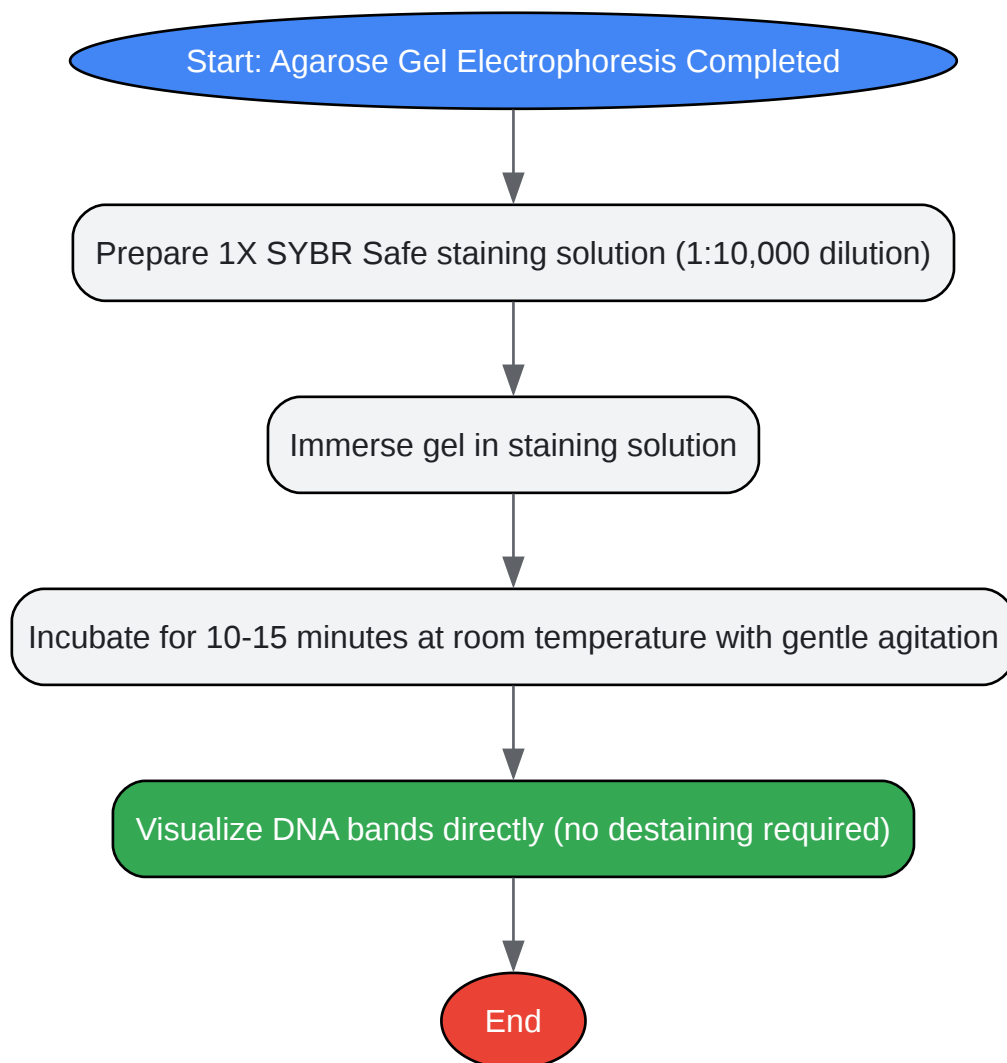 Start: Agarose Gel Electrophoresis Completed
Prepare 1X SYBR Safe staining solution (1:10,000 dilution)
Immerse gel in staining solution
Incubate for 10-15 minutes at room temperature with gentle agitation
Visualize DNA bands directly (no destaining required)
End